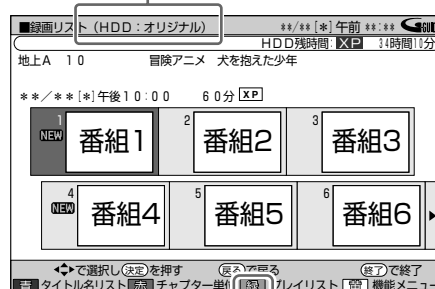 ■録画リスト(HDD:オリジナル) **/**[*]午前**:** Gガイド
HDD残時間: XP 34時間10分
地上A 10 冒険アニメ 犬を抱えた少年
**/**[*]午後10:00 60分 XP
1 NEW 番組1
2 番組2
3 番組3
4 NEW 番組4
5 番組5
6 番組6
で選択し決定を押す 戻るで戻る 終了で終了
青 タイトル名リスト 赤 チャプター単位 緑 プレイリスト 黄 機能メニュー